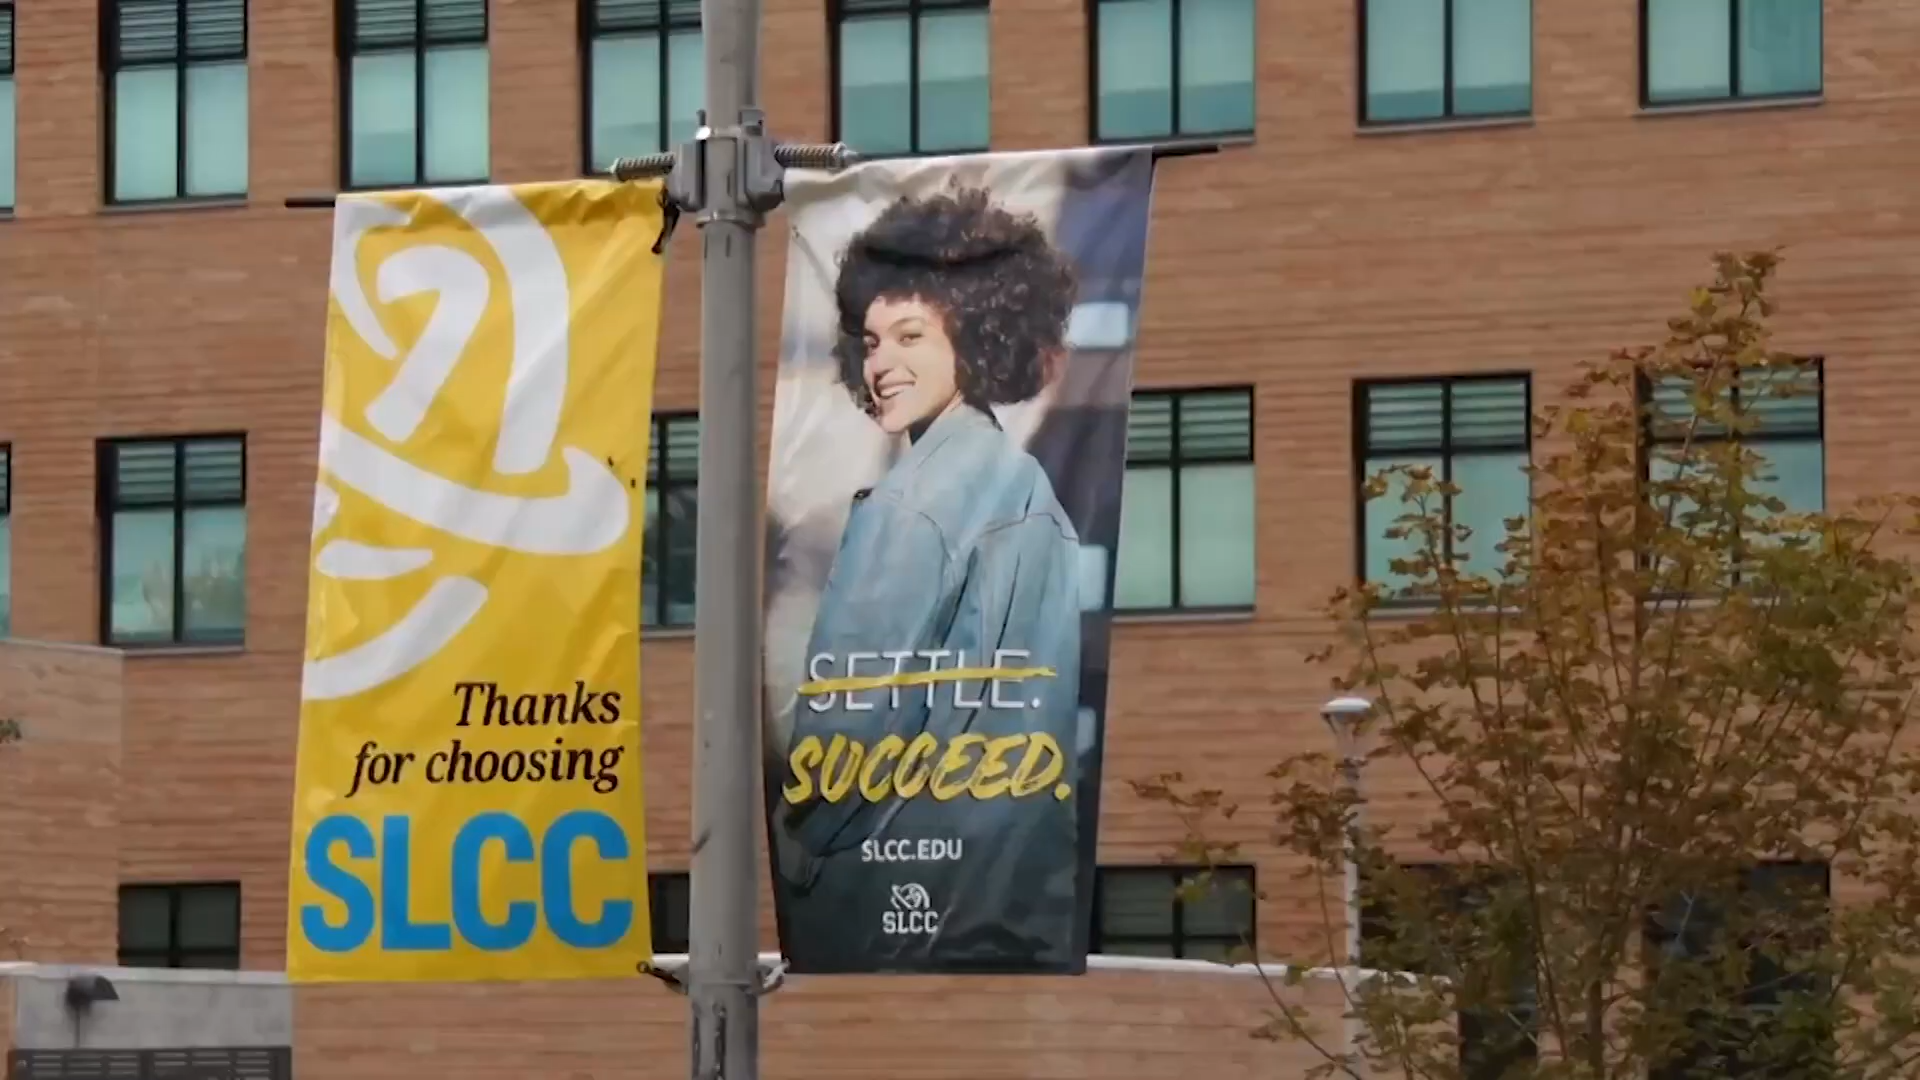 Thanks
for choosing
SLCC
SETTLE.
SUCCEED.
SLCC.EDU
SLCC